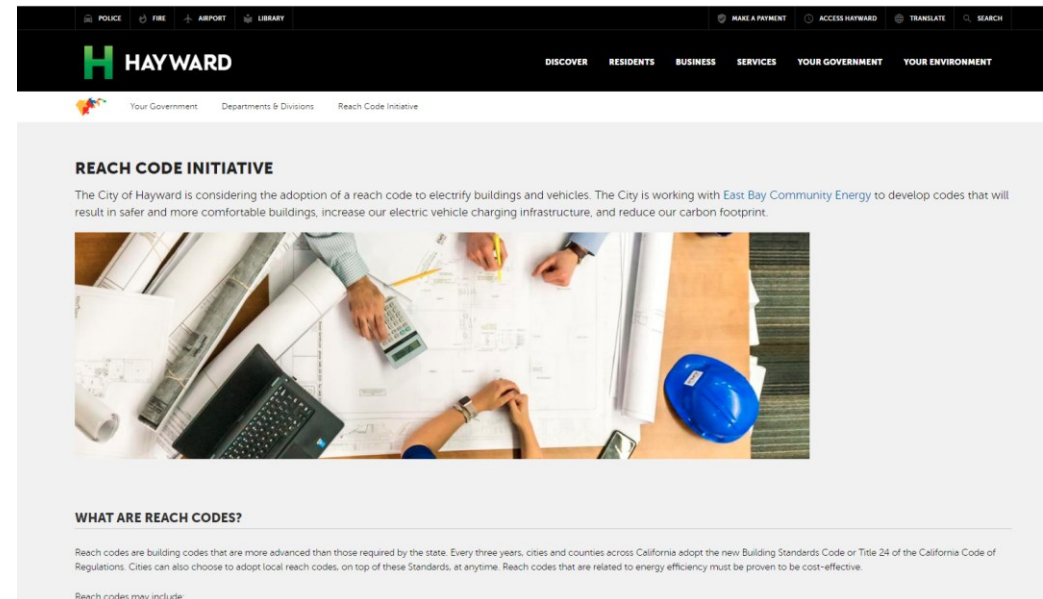 POLICE FIRE AIRPORT LIBRARY MAKE A PAYMENT ACCESS HAYWARD TRANSLATE SEARCH
H HAYWARD DISCOVER RESIDENTS BUSINESS SERVICES YOUR GOVERNMENT YOUR ENVIRONMENT
Your Government Departments & Divisions Reach Code Initiative
REACH CODE INITIATIVE
The City of Hayward is considering the adoption of a reach code to electrify buildings and vehicles. The City is working with East Bay Community Energy to develop codes that will
result in safer and more comfortable buildings, increase our electric vehicle charging infrastructure, and reduce our carbon footprint.
WHAT ARE REACH CODES?
Reach codes are building codes that are more advanced than those required by the state. Every three years, cities and counties across California adopt the new Building Standards Code or Title 24 of the California Code of
Regulations. Cities can also choose to adopt local reach codes, on top of these Standards, at anytime. Reach codes that are related to energy efficiency must be proven to be cost-effective.
Reach codes may include: